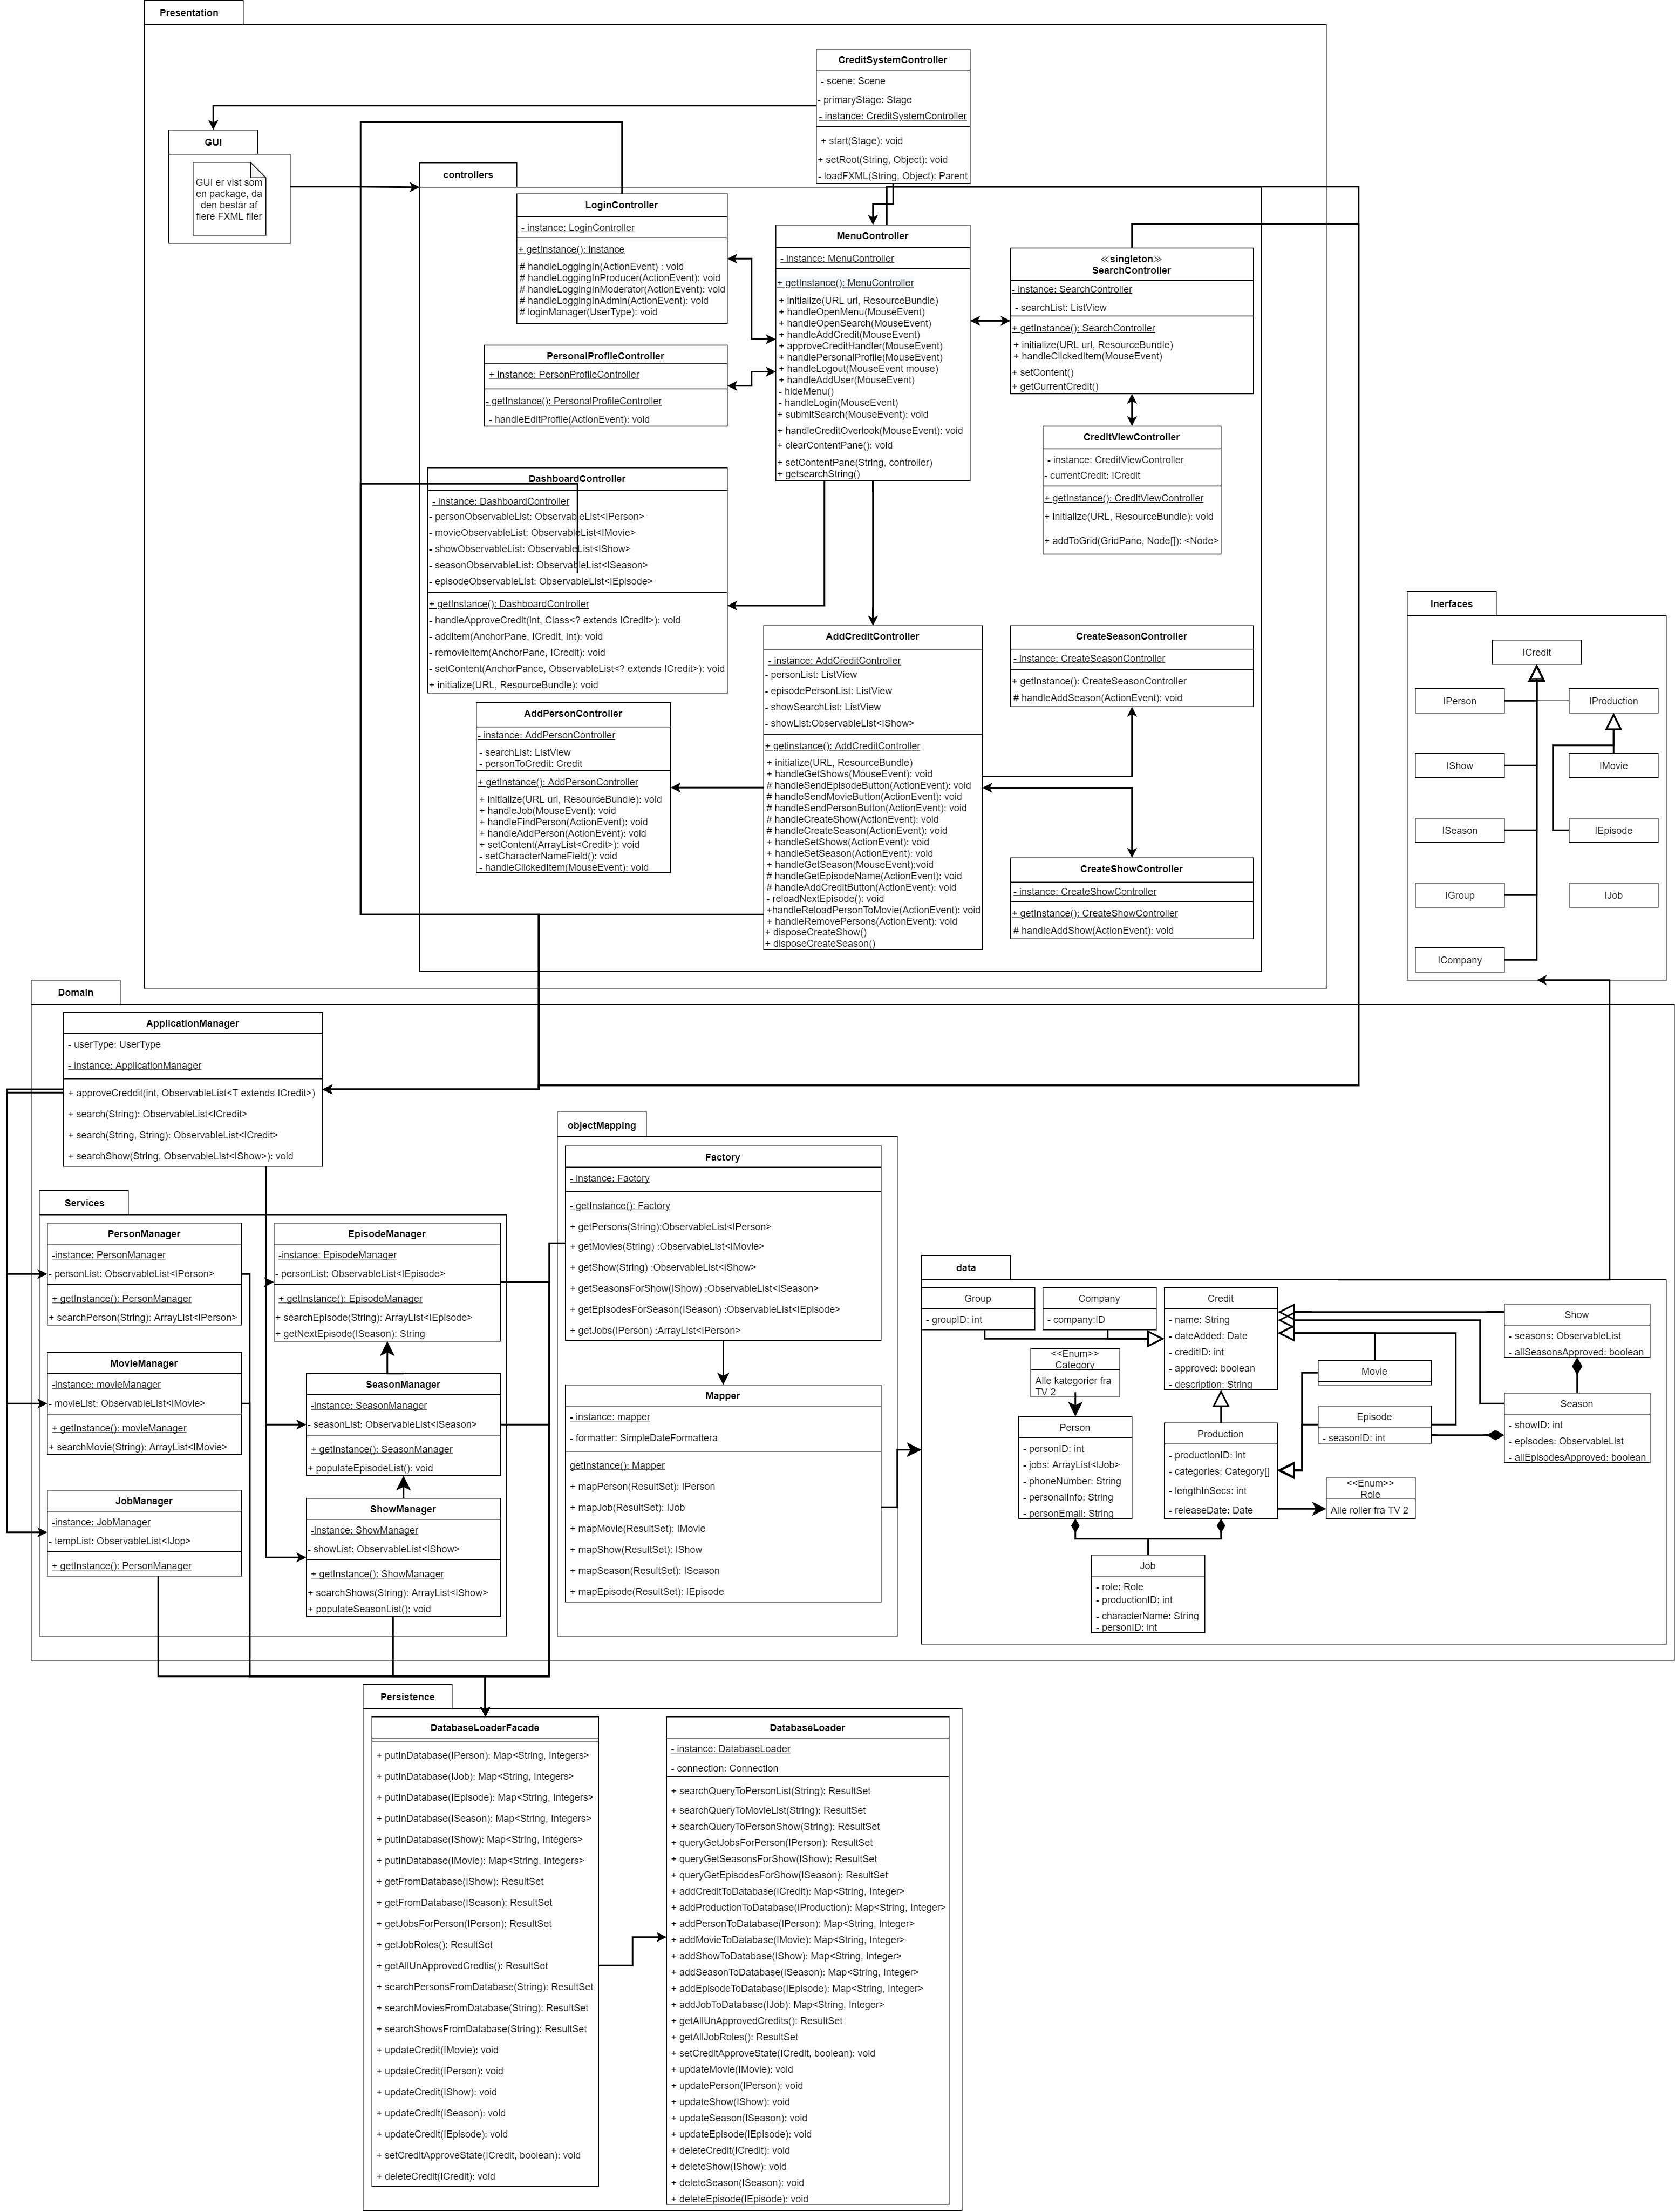 Presentation
CreditSystemController
- scene: Scene
- primaryStage: Stage
- instance: CreditSystemController
+ start(Stage): void
+ setRoot(String, Object): void
- loadFXML(String, Object): Parent
GUI
GUI er vist som
en package, da
den består af
flere FXML filer
controllers
LoginController
- instance: LoginController
+ getInstance(): instance
# handleLoggingIn(ActionEvent) : void
# handleLoggingInProducer(ActionEvent): void
# handleLoggingInModerator(ActionEvent): void
# handleLoggingInAdmin(ActionEvent): void
# loginManager(UserType): void
MenuController
- instance: MenuController
+ getInstance(): MenuController
+ initialize(URL url, ResourceBundle)
+ handleOpenMenu(MouseEvent)
+ handleOpenSearch(MouseEvent)
+ handleAddCredit(MouseEvent)
+ approveCreditHandler(MouseEvent)
+ handlePersonalProfile(MouseEvent)
+ handleLogout(MouseEvent mouse)
+ handleAddUser(MouseEvent)
- hideMenu()
- handleLogin(MouseEvent)
+ submitSearch(MouseEvent): void
+ handleCreditOverlook(MouseEvent): void
+ clearContentPane(): void
+ setContentPane(String, controller)
+ getsearchString()
≪singleton≫
SearchController
- instance: SearchController
- searchList: ListView
+ getInstance(): SearchController
+ initialize(URL url, ResourceBundle)
+ handleClickedItem(MouseEvent)
+ setContent()
+ getCurrentCredit()
PersonalProfileController
+ instance: PersonProfileController
- getInstance(): PersonalProfileController
- handleEditProfile(ActionEvent): void
CreditViewController
- instance: CreditViewController
- currentCredit: ICredit
+ getInstance(): CreditViewController
+ initialize(URL, ResourceBundle): void
+ addToGrid(GridPane, Node[]): <Node>
DashboardController
- instance: DashboardController
- personObservableList: ObservableList<IPerson>
- movieObservableList: ObservableList<IMovie>
- showObservableList: ObservableList<IShow>
- seasonObservableList: ObservableList<ISeason>
- episodeObservableList: ObservableList<IEpisode>
+ getInstance(): DashboardController
- handleApproveCredit(int, Class<? extends ICredit>): void
- addItem(AnchorPane, ICredit, int): void
- removieItem(AnchorPane, ICredit): void
- setContent(AnchorPance, ObservableList<? extends ICredit>): void
+ initialize(URL, ResourceBundle): void
AddCreditController
- instance: AddCreditController
- personList: ListView
- episodePersonList: ListView
- showSearchList: ListView
- showList:ObservableList<IShow>
+ getinstance(): AddCreditController
+ initialize(URL, ResourceBundle)
+ handleGetShows(MouseEvent): void
# handleSendEpisodeButton(ActionEvent): void
# handleSendMovieButton(ActionEvent): void
# handleSendPersonButton(ActionEvent): void
# handleCreateShow(ActionEvent): void
# handleCreateSeason(ActionEvent): void
+ handleSetShows(ActionEvent): void
+ handleSetSeason(ActionEvent): void
+ handleGetSeason(MouseEvent):void
# handleGetEpisodeName(ActionEvent): void
# handleAddCreditButton(ActionEvent): void
- reloadNextEpisode(): void
+handleReloadPersonToMovie(ActionEvent): void
+ handleRemovePersons(ActionEvent): void
+ disposeCreateShow()
+ disposeCreateSeason()
CreateSeasonController
- instance: CreateSeasonController
+ getInstance(): CreateSeasonController
# handleAddSeason(ActionEvent): void
AddPersonController
- instance: AddPersonController
- searchList: ListView
- personToCredit: Credit
+ getInstance(): AddPersonController
+ initialize(URL url, ResourceBundle): void
+ handleJob(MouseEvent): void
+ handleFindPerson(ActionEvent): void
+ handleAddPerson(ActionEvent): void
+ setContent(ArrayList<Credit>): void
- setCharacterNameField(): void
- handleClickedItem(MouseEvent): void
CreateShowController
- instance: CreateShowController
+ getInstance(): CreateShowController
# handleAddShow(ActionEvent): void
Inerfaces
ICredit
IPerson
IProduction
IShow
IMovie
ISeason
IEpisode
IGroup
IJob
ICompany
Domain
ApplicationManager
- userType: UserType
- instance: ApplicationManager
+ approveCreddit(int, ObservableList<T extends ICredit>)
+ search(String): ObservableList<ICredit>
+ search(String, String): ObservableList<ICredit>
+ searchShow(String, ObservableList<IShow>): void
Services
PersonManager
-instance: PersonManager
- personList: ObservableList<IPerson>
+ getInstance(): PersonManager
+ searchPerson(String): ArrayList<IPerson>
EpisodeManager
-instance: EpisodeManager
- personList: ObservableList<IEpisode>
+ getInstance(): EpisodeManager
+ searchEpisode(String): ArrayList<IEpisode>
+ getNextEpisode(ISeason): String
MovieManager
-instance: movieManager
- movieList: ObservableList<IMovie>
+ getInstance(): movieManager
+ searchMovie(String): ArrayList<IMovie>
SeasonManager
-instance: SeasonManager
- seasonList: ObservableList<ISeason>
+ getInstance(): SeasonManager
+ populateEpisodeList(): void
JobManager
-instance: JobManager
- tempList: ObservableList<IJop>
+ getInstance(): PersonManager
ShowManager
-instance: ShowManager
- showList: ObservableList<IShow>
+ getInstance(): ShowManager
+ searchShows(String): ArrayList<IShow>
+ populateSeasonList(): void
objectMapping
Factory
- instance: Factory
- getInstance(): Factory
+ getPersons(String):ObservableList<IPerson>
+ getMovies(String) :ObservableList<IMovie>
+ getShow(String) :ObservableList<IShow>
+ getSeasonsForShow(IShow) :ObservableList<ISeason>
+ getEpisodesForSeason(ISeason) :ObservableList<IEpisode>
+ getJobs(IPerson) :ArrayList<IPerson>
Mapper
- instance: mapper
- formatter: SimpleDateFormattera
getInstance(): Mapper
+ mapPerson(ResultSet): IPerson
+ mapJob(ResultSet): IJob
+ mapMovie(ResultSet): IMovie
+ mapShow(ResultSet): IShow
+ mapSeason(ResultSet): ISeason
+ mapEpisode(ResultSet): IEpisode
data
Group
- groupID: int
Company
- company:ID
Credit
- name: String
- dateAdded: Date
- creditID: int
- approved: boolean
- description: String
Show
- seasons: ObservableList
- allSeasonsApproved: boolean
<<Enum>>
Category
Alle kategorier fra
TV 2
Movie
Season
- showID: int
- episodes: ObservableList
- allEpisodesApproved: boolean
Episode
- seasonID: int
Person
- personID: int
- jobs: ArrayList<IJob>
- phoneNumber: String
- personalInfo: String
- personEmail: String
Production
- productionID: int
- categories: Category[]
- lengthInSecs: int
- releaseDate: Date
<<Enum>>
Role
Alle roller fra TV 2
Job
- role: Role
- productionID: int
- characterName: String
- personID: int
Persistence
DatabaseLoaderFacade
+ putInDatabase(IPerson): Map<String, Integers>
+ putInDatabase(IJob): Map<String, Integers>
+ putInDatabase(IEpisode): Map<String, Integers>
+ putInDatabase(ISeason): Map<String, Integers>
+ putInDatabase(IShow): Map<String, Integers>
+ putInDatabase(IMovie): Map<String, Integers>
+ getFromDatabase(IShow): ResultSet
+ getFromDatabase(ISeason): ResultSet
+ getJobsForPerson(IPerson): ResultSet
+ getJobRoles(): ResultSet
+ getAllUnApprovedCredtis(): ResultSet
+ searchPersonsFromDatabase(String): ResultSet
+ searchMoviesFromDatabase(String): ResultSet
+ searchShowsFromDatabase(String): ResultSet
+ updateCredit(IMovie): void
+ updateCredit(IPerson): void
+ updateCredit(IShow): void
+ updateCredit(ISeason): void
+ updateCredit(IEpisode): void
+ setCreditApproveState(ICredit, boolean): void
+ deleteCredit(ICredit): void
DatabaseLoader
- instance: DatabaseLoader
- connection: Connection
+ searchQueryToPersonList(String): ResultSet
+ searchQueryToMovieList(String): ResultSet
+ searchQueryToPersonShow(String): ResultSet
+ queryGetJobsForPerson(IPerson): ResultSet
+ queryGetSeasonsForShow(IShow): ResultSet
+ queryGetEpisodesForShow(ISeason): ResultSet
+ addCreditToDatabase(ICredit): Map<String, Integer>
+ addProductionToDatabase(IProduction): Map<String, Integer>
+ addPersonToDatabase(IPerson): Map<String, Integer>
+ addMovieToDatabase(IMovie): Map<String, Integer>
+ addShowToDatabase(IShow): Map<String, Integer>
+ addSeasonToDatabase(ISeason): Map<String, Integer>
+ addEpisodeToDatabase(IEpisode): Map<String, Integer>
+ addJobToDatabase(IJob): Map<String, Integer>
+ getAllUnApprovedCredits(): ResultSet
+ getAllJobRoles(): ResultSet
+ setCreditApproveState(ICredit, boolean): void
+ updateMovie(IMovie): void
+ updatePerson(IPerson): void
+ updateShow(IShow): void
+ updateSeason(ISeason): void
+ updateEpisode(IEpisode): void
+ deleteCredit(ICredit): void
+ deleteShow(IShow): void
+ deleteSeason(ISeason): void
+ deleteEpisode(IEpisode): void